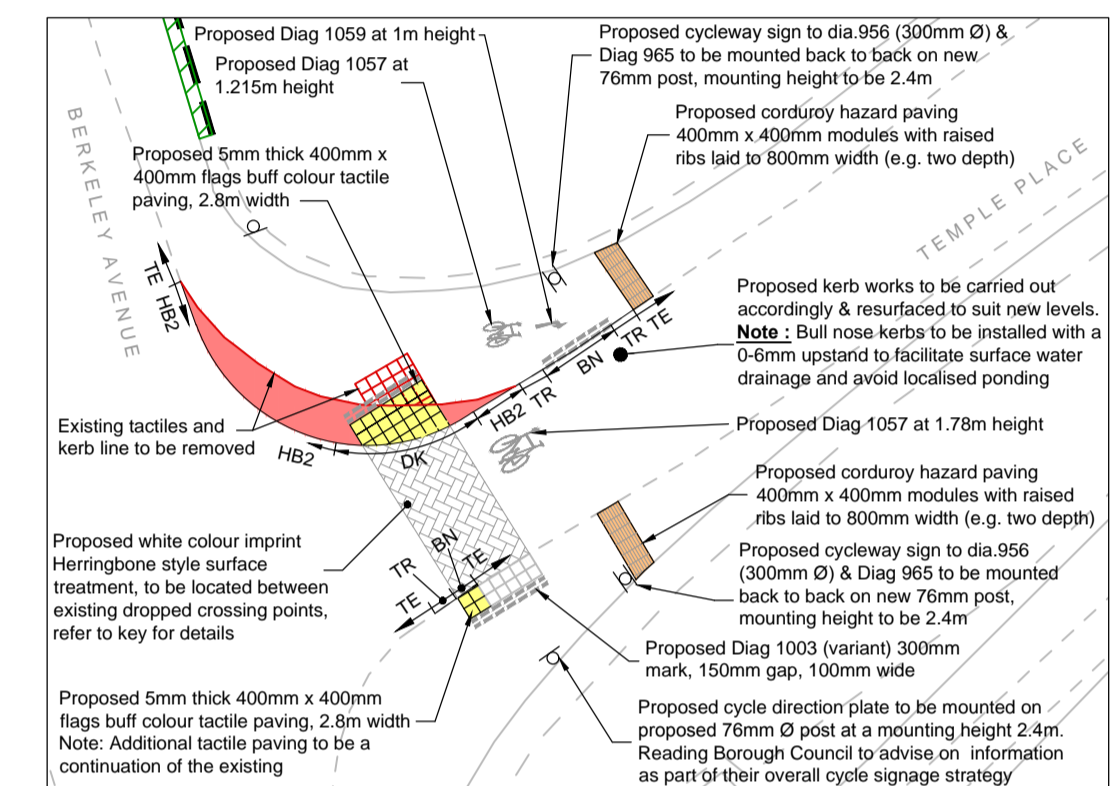 Proposed Diag 1059 at 1m height
Proposed Diag 1057 at
1.215m height
Proposed cycleway sign to dia.956 (300mm Ø) &
Diag 965 to be mounted back to back on new
76mm post, mounting height to be 2.4m
Proposed corduroy hazard paving
400mm x 400mm modules with raised
ribs laid to 800mm width (e.g. two depth)
BERKELEY AVENUE
Proposed 5mm thick 400mm x
400mm flags buff colour tactile
paving, 2.8m width
TEMPLE PLACE
TE
HB2
Proposed kerb works to be carried out
accordingly & resurfaced to suit new levels.
Note : Bull nose kerbs to be installed with a
0-6mm upstand to facilitate surface water
drainage and avoid localised ponding
TE
TR
BN
TR
HB2
Existing tactiles and
kerb line to be removed
HB2
DK
Proposed Diag 1057 at 1.78m height
Proposed corduroy hazard paving
400mm x 400mm modules with raised
ribs laid to 800mm width (e.g. two depth)
Proposed white colour imprint
Herringbone style surface
treatment, to be located between
existing dropped crossing points,
refer to key for details
BN
TE
TR
TE
Proposed cycleway sign to dia.956
(300mm Ø) & Diag 965 to be mounted
back to back on new 76mm post,
mounting height to be 2.4m
Proposed Diag 1003 (variant) 300mm
mark, 150mm gap, 100mm wide
Proposed 5mm thick 400mm x 400mm
flags buff colour tactile paving, 2.8m width
Note: Additional tactile paving to be a
continuation of the existing
Proposed cycle direction plate to be mounted on
proposed 76mm Ø post at a mounting height 2.4m.
Reading Borough Council to advise on information
as part of their overall cycle signage strategy